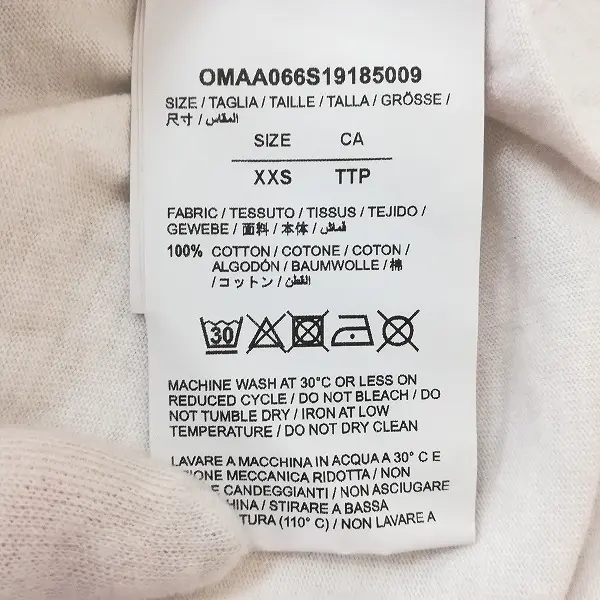 OMAA066S19185009
SIZE / TAGLIA / TAILLE / TALLA / GRÖSSE /
尺寸 / المقاس
SIZE CA
XXS TTP
FABRIC / TESSUTO / TISSUS / TEJIDO /
GEWEBE / 面料 / 本体 / قماش
100% COTTON / COTONE / COTON /
ALGODÓN / BAUMWOLLE / 棉
/ コットン / القطن
30
MACHINE WASH AT 30°C OR LESS ON
REDUCED CYCLE / DO NOT BLEACH / DO
NOT TUMBLE DRY / IRON AT LOW
TEMPERATURE / DO NOT DRY CLEAN
LAVARE A MACCHINA IN ACQUA A 30° C E
MECCANICA RIDOTTA / NON
CANDEGGIANTI / NON ASCIUGARE
/ STIRARE A BASSA
(110° C) / NON LAVARE A